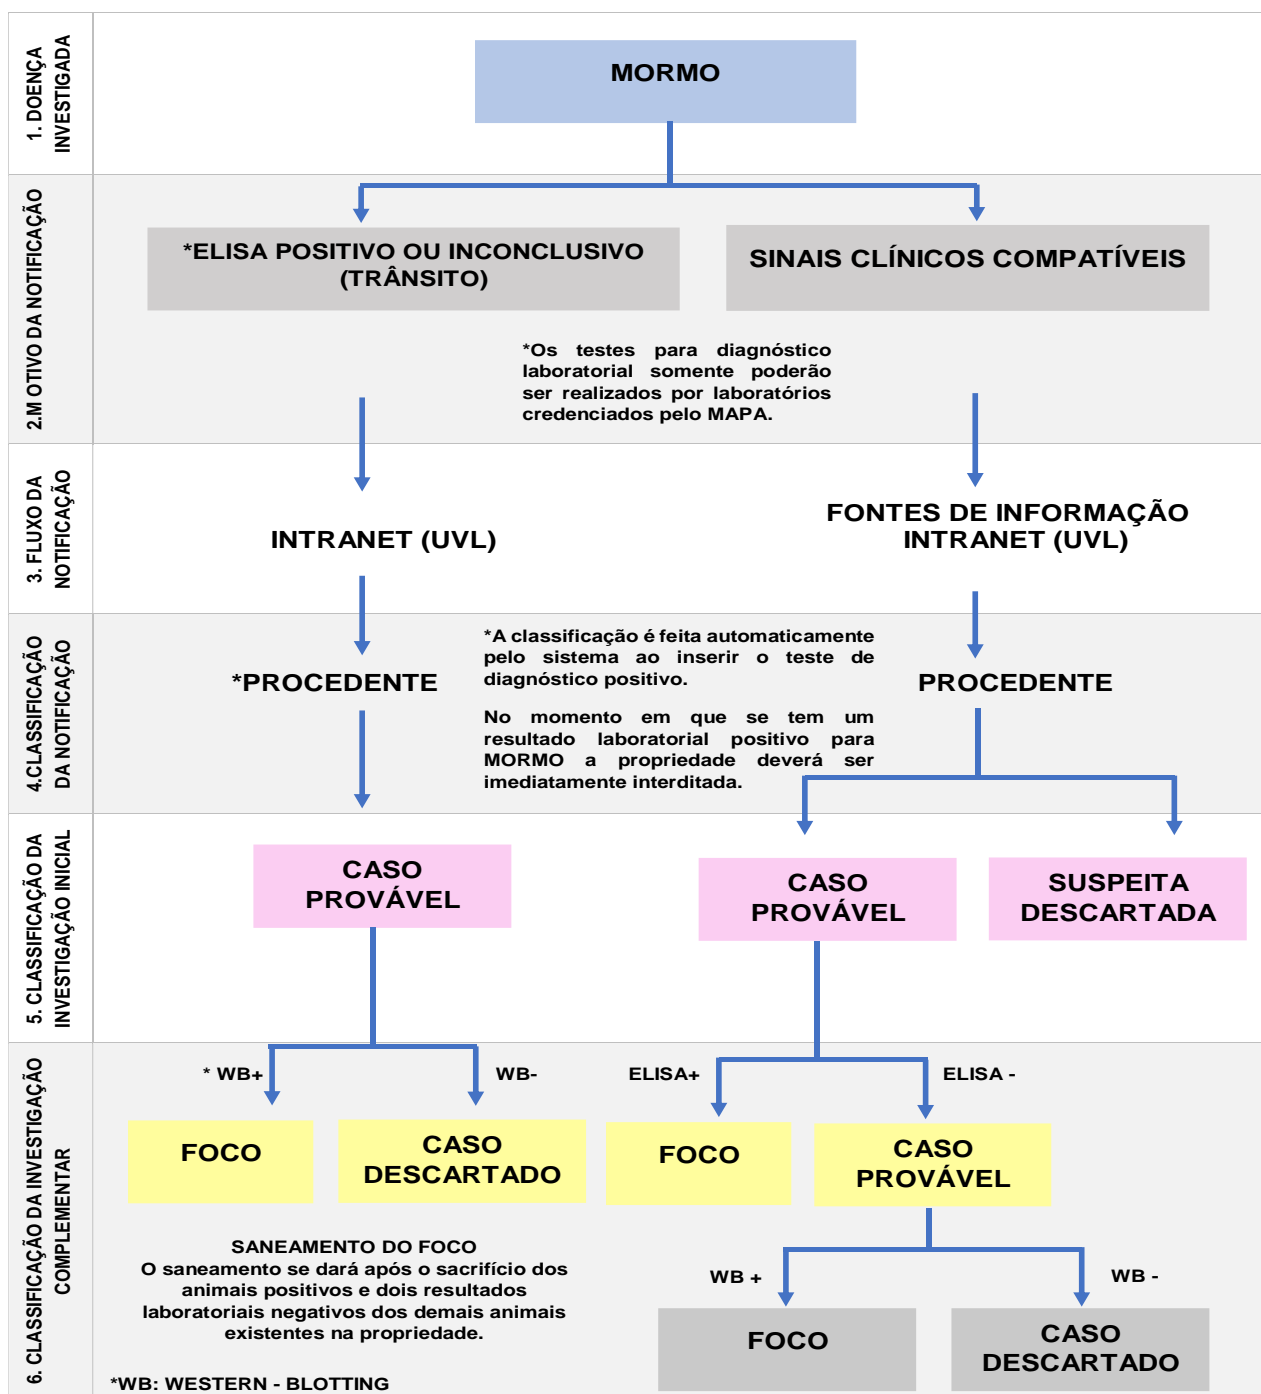 1. DOENÇA
INVESTIGADA
MORMO
2.M OTIVO DA NOTIFICAÇÃO
*ELISA POSITIVO OU INCONCLUSIVO
(TRÂNSITO)
SINAIS CLÍNICOS COMPATÍVEIS
*Os testes para diagnóstico
laboratorial somente poderão
ser realizados por laboratórios
credenciados pelo MAPA.
3. FLUXO DA
NOTIFICAÇÃO
INTRANET (UVL)
FONTES DE INFORMAÇÃO
INTRANET (UVL)
4.CLASSIFICAÇÃO
DA NOTIFICAÇÃO
*PROCEDENTE
*A classificação é feita automaticamente
pelo sistema ao inserir o teste de
diagnóstico positivo.
No momento em que se tem um
resultado laboratorial positivo para
MORMO a propriedade deverá ser
imediatamente interditada.
PROCEDENTE
5. CLASSIFICAÇÃO DA
INVESTIGAÇÃO INICIAL
CASO
PROVÁVEL
CASO
PROVÁVEL
SUSPEITA
DESCARTADA
6. CLASSIFICAÇÃO DA INVESTIGAÇÃO
COMPLEMENTAR
* WB+
WB-
ELISA+
ELISA -
FOCO
CASO
DESCARTADO
FOCO
CASO
PROVÁVEL
SANEAMENTO DO FOCO
O saneamento se dará após o sacrifício dos
animais positivos e dois resultados
laboratoriais negativos dos demais animais
existentes na propriedade.
WB +
WB -
FOCO
CASO
DESCARTADO
*WB: WESTERN - BLOTTING